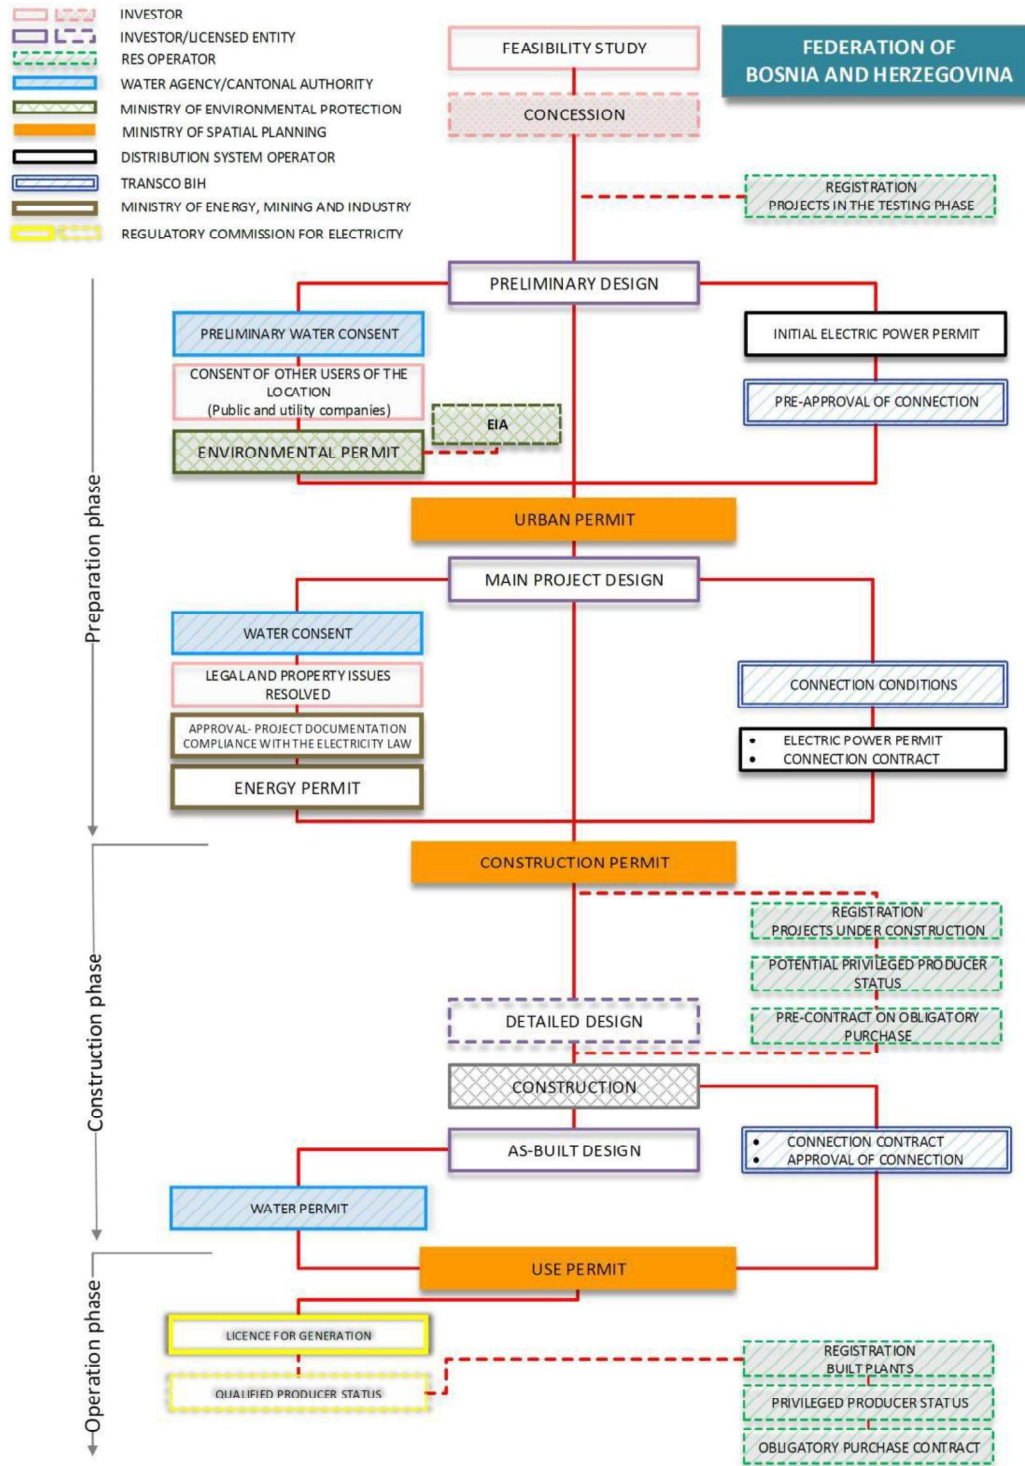 INVESTOR
INVESTOR/LICENSED ENTITY
RES OPERATOR
WATER AGENCY/CANTONAL AUTHORITY
MINISTRY OF ENVIRONMENTAL PROTECTION
MINISTRY OF SPATIAL PLANNING
DISTRIBUTION SYSTEM OPERATOR
TRANSCO BIH
MINISTRY OF ENERGY, MINING AND INDUSTRY
REGULATORY COMMISSION FOR ELECTRICITY
FEDERATION OF
BOSNIA AND HERZEGOVINA
FEASIBILITY STUDY
CONCESSION
REGISTRATION
PROJECTS IN THE TESTING PHASE
Preparation phase
PRELIMINARY DESIGN
PRELIMINARY WATER CONSENT
CONSENT OF OTHER USERS OF THE
LOCATION
(Public and utility companies)
ENVIRONMENTAL PERMIT
EIA
INITIAL ELECTRIC POWER PERMIT
PRE-APPROVAL OF CONNECTION
URBAN PERMIT
MAIN PROJECT DESIGN
WATER CONSENT
LEGAL AND PROPERTY ISSUES
RESOLVED
APPROVAL- PROJECT DOCUMENTATION
COMPLIANCE WITH THE ELECTRICITY LAW
ENERGY PERMIT
CONNECTION CONDITIONS
• ELECTRIC POWER PERMIT
• CONNECTION CONTRACT
Construction phase
CONSTRUCTION PERMIT
REGISTRATION
PROJECTS UNDER CONSTRUCTION
POTENTIAL PRIVILEGED PRODUCER
STATUS
PRE-CONTRACT ON OBLIGATORY
PURCHASE
DETAILED DESIGN
CONSTRUCTION
AS-BUILT DESIGN
• CONNECTION CONTRACT
• APPROVAL OF CONNECTION
WATER PERMIT
Operation phase
USE PERMIT
LICENCE FOR GENERATION
QUALIFIED PRODUCER STATUS
REGISTRATION
BUILT PLANTS
PRIVILEGED PRODUCER STATUS
OBLIGATORY PURCHASE CONTRACT